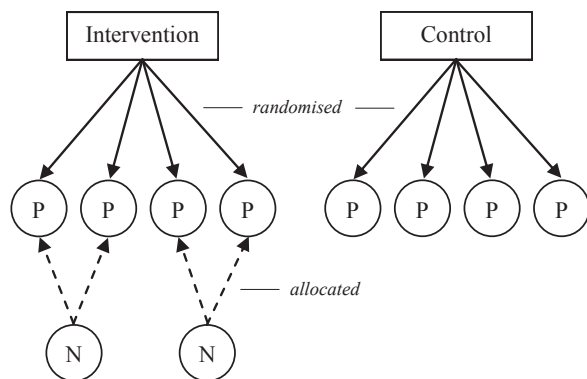 Intervention
Control
randomised
P P P P P P P P
allocated
N N